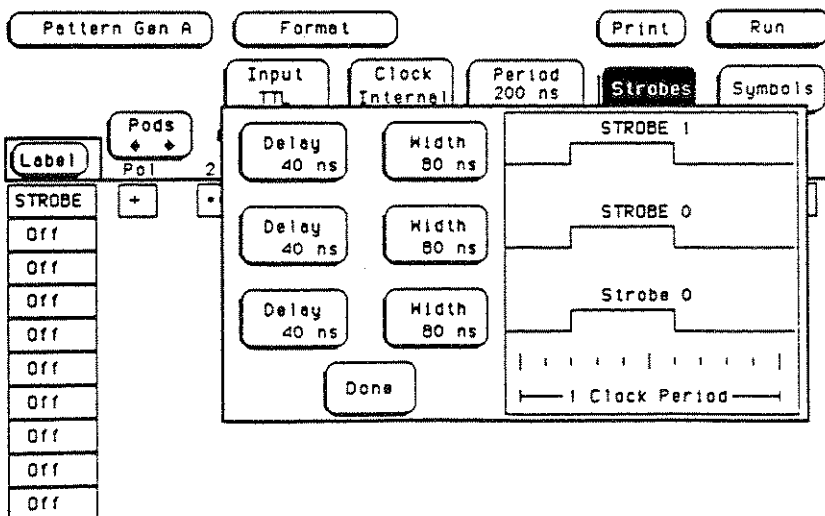 Pattern Gen A Format Print Run
Input TTL
Clock Internal
Period 200 ns
Strobes
Symbols
Label
Pods
Pol 2
STROBE +
Off
Off
Off
Off
Off
Off
Off
Off
Off
Delay 40 ns
Width 80 ns
STROBE 1
Delay 40 ns
Width 80 ns
STROBE 0
Delay 40 ns
Width 80 ns
Strobe 0
Done
1 Clock Period